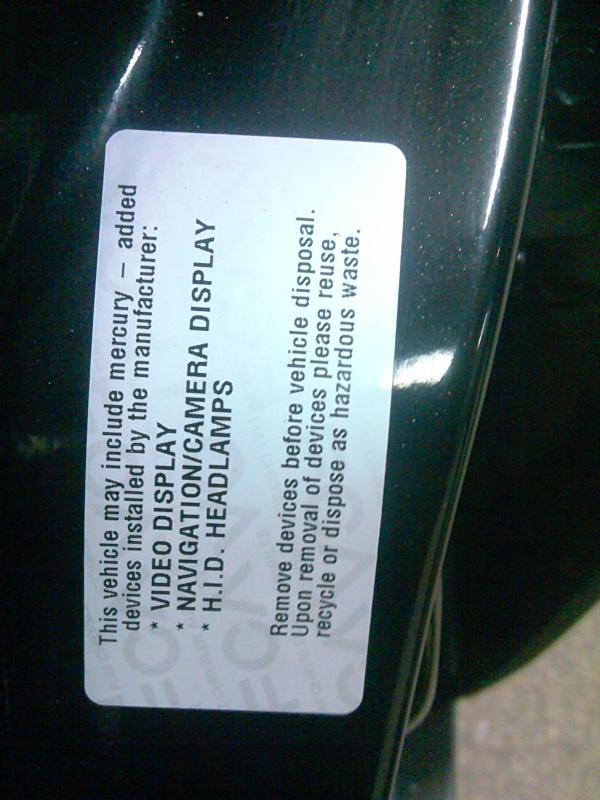 This vehicle may include mercury – added
devices installed by the manufacturer:
* VIDEO DISPLAY
* NAVIGATION/CAMERA DISPLAY
* H.I.D. HEADLAMPS
Remove devices before vehicle disposal.
Upon removal of devices please reuse,
recycle or dispose as hazardous waste.